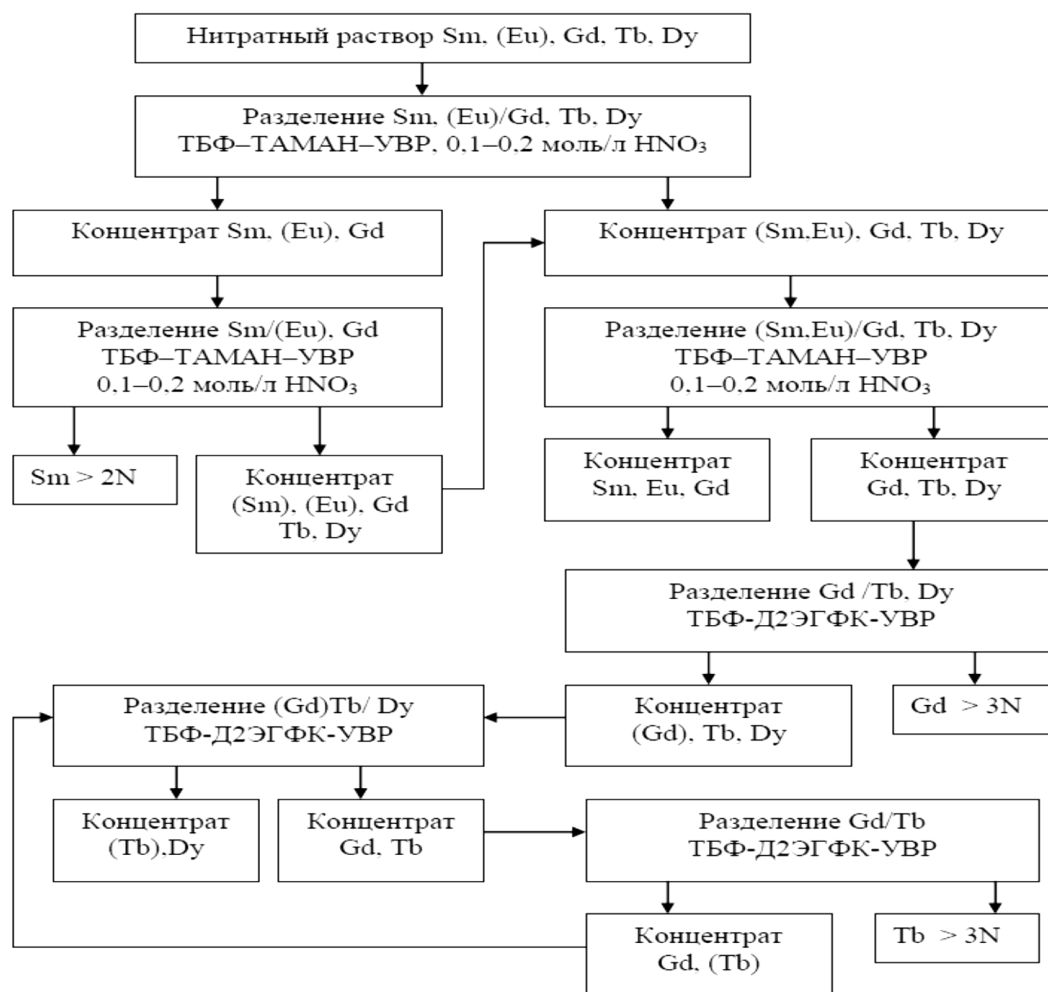 Нитратный раствор Sm, (Eu), Gd, Tb, Dy
Разделение Sm, (Eu)/Gd, Tb, Dy
ТБФ–ТАМАН–УВР, 0,1–0,2 моль/л HNO₃
Концентрат Sm, (Eu), Gd
Концентрат (Sm,Eu), Gd, Tb, Dy
Разделение Sm/(Eu), Gd
ТБФ–ТАМАН–УВР
0,1–0,2 моль/л HNO₃
Разделение (Sm,Eu)/Gd, Tb, Dy
ТБФ–ТАМАН–УВР
0,1–0,2 моль/л HNO₃
Sm > 2N
Концентрат
(Sm), (Eu), Gd
Tb, Dy
Концентрат
Sm, Eu, Gd
Концентрат
Gd, Tb, Dy
Разделение Gd /Tb, Dy
ТБФ-Д2ЭГФК-УВР
Разделение (Gd)Tb/ Dy
ТБФ-Д2ЭГФК-УВР
Концентрат
(Gd), Tb, Dy
Gd > 3N
Концентрат
(Tb),Dy
Концентрат
Gd, Tb
Разделение Gd/Tb
ТБФ-Д2ЭГФК-УВР
Концентрат
Gd, (Tb)
Tb > 3N